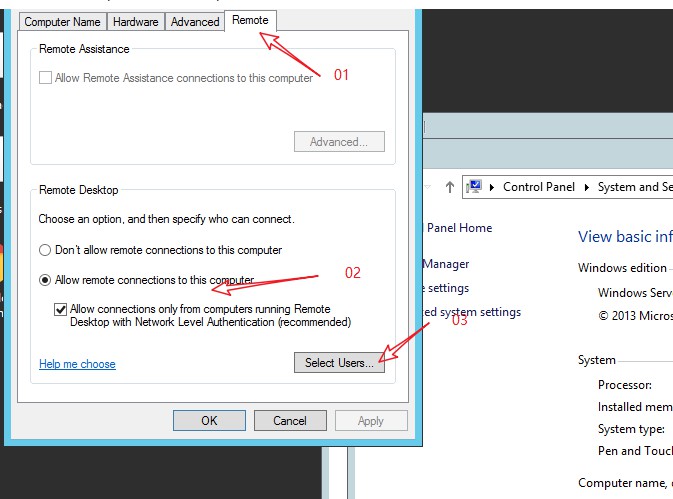 Computer Name
Hardware
Advanced
Remote
Remote Assistance
Allow Remote Assistance connections to this computer
01
Advanced...
Remote Desktop
Choose an option, and then specify who can connect.
Don't allow remote connections to this computer
Allow remote connections to this computer
02
Allow connections only from computers running Remote
Desktop with Network Level Authentication (recommended)
03
Help me choose
Select Users...
OK
Cancel
Apply
Control Panel
System and Se
Panel Home
Manager
settings
ed system settings
View basic inf
Windows edition
Windows Serv
© 2013 Micros
System
Processor:
Installed mem
System type:
Pen and Touch
Computer name,